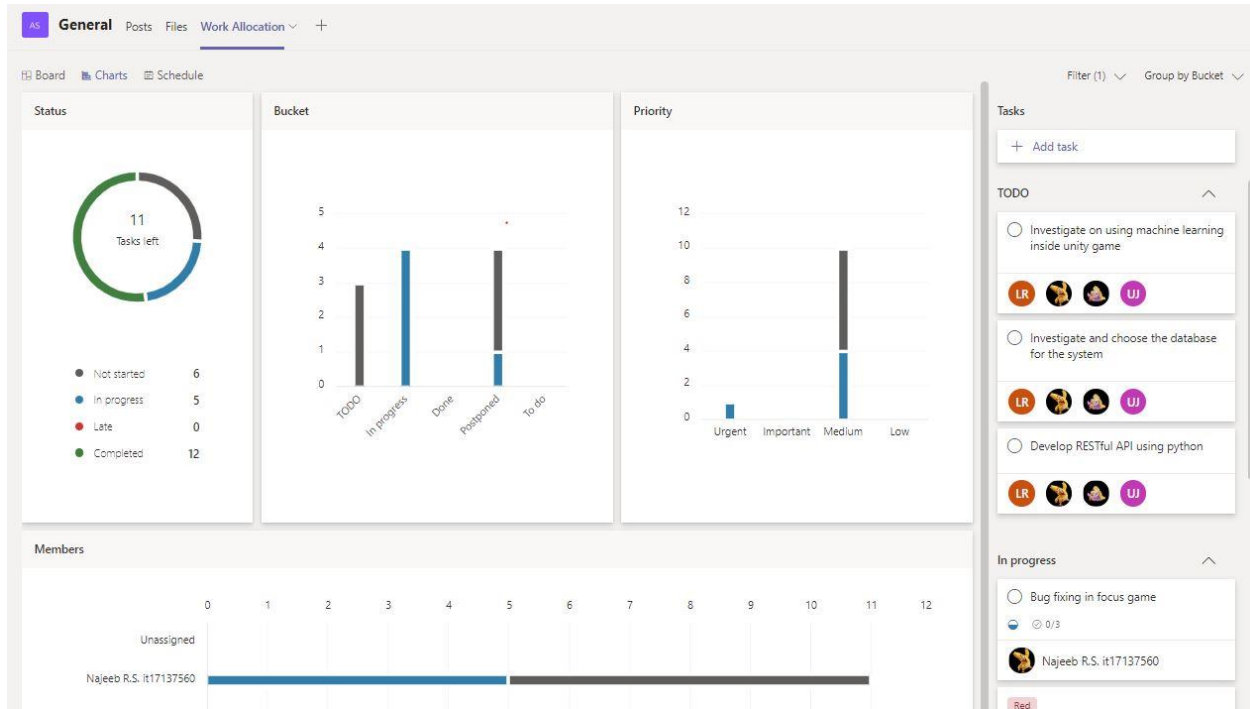 AS General Posts Files Work Allocation
Board Charts Schedule
Filter (1) Group by Bucket
Status
11
Tasks left
Not started 6
In progress 5
Late 0
Completed 12
Bucket
5
4
3
2
1
0
TODO In progress Done Postponed To do
Priority
12
10
8
6
4
2
0
Urgent Important Medium Low
Members
0 1 2 3 4 5 6 7 8 9 10 11 12
Unassigned
Najeeb R.S. it17137560
Tasks
+ Add task
TODO
Investigate on using machine learning
inside unity game
LR UJ
Investigate and choose the database
for the system
LR UJ
Develop RESTful API using python
LR UJ
In progress
Bug fixing in focus game
0/3
Najeeb R.S. it17137560
Red